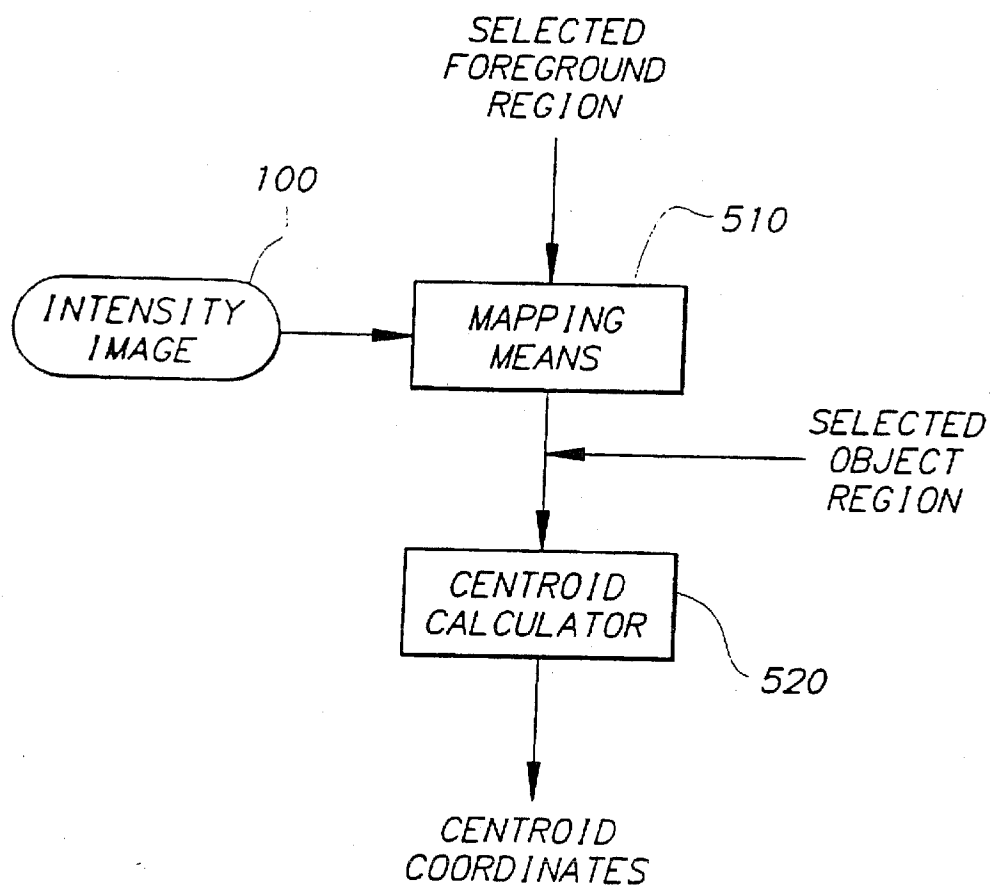 SELECTED
FOREGROUND
REGION
100
510
INTENSITY
IMAGE
MAPPING
MEANS
SELECTED
OBJECT
REGION
CENTROID
CALCULATOR
520
CENTROID
COORDINATES